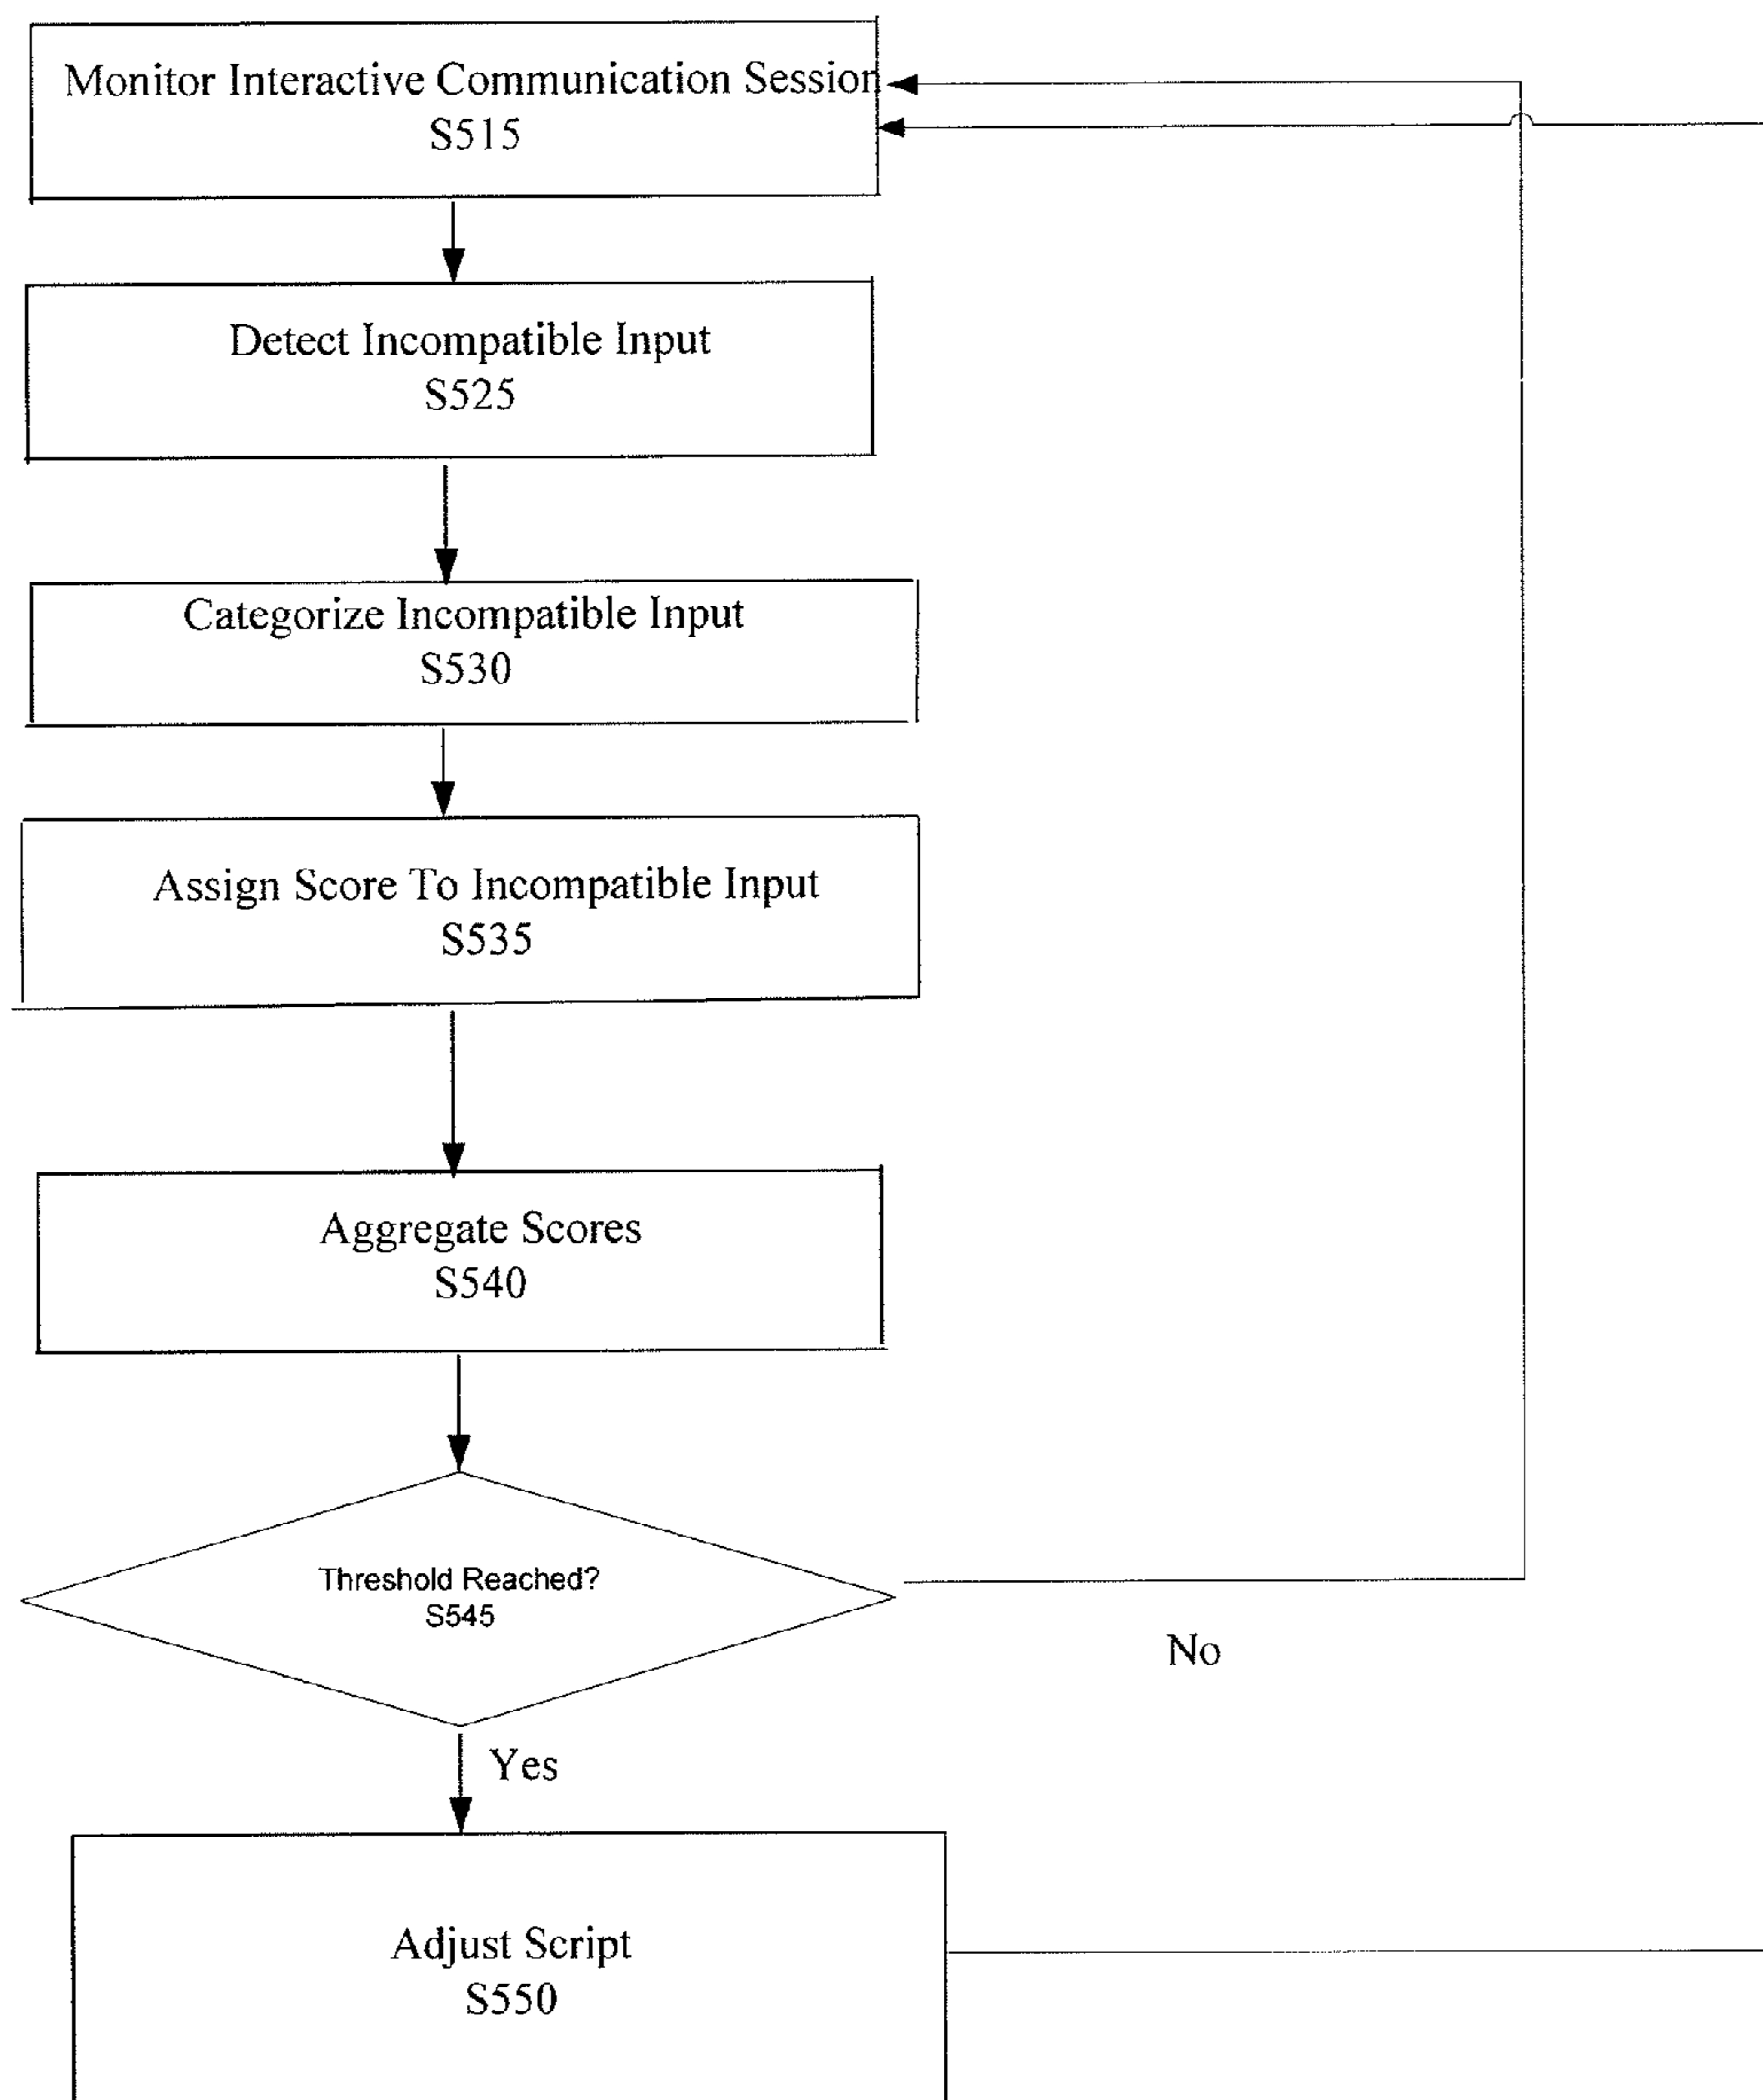 Monitor Interactive Communication Session
S515
Detect Incompatible Input
S525
Categorize Incompatible Input
S530
Assign Score To Incompatible Input
S535
Aggregate Scores
S540
Threshold Reached?
S545
No
Yes
Adjust Script
S550